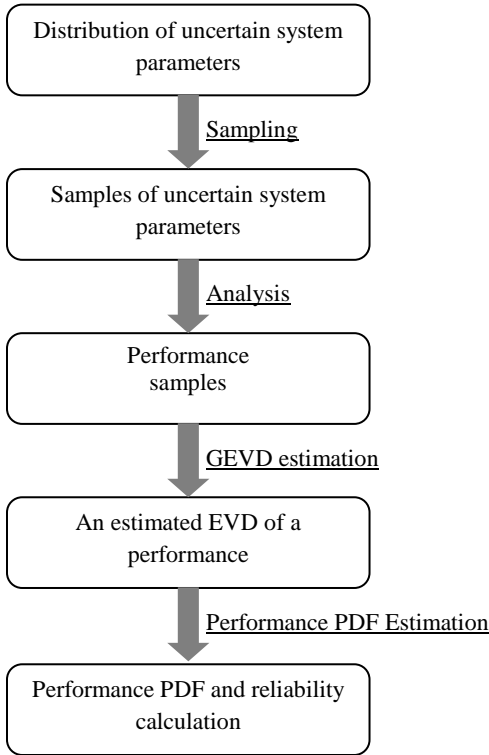 Distribution of uncertain system
parameters
Sampling
Samples of uncertain system
parameters
Analysis
Performance
samples
GEVD estimation
An estimated EVD of a
performance
Performance PDF Estimation
Performance PDF and reliability
calculation